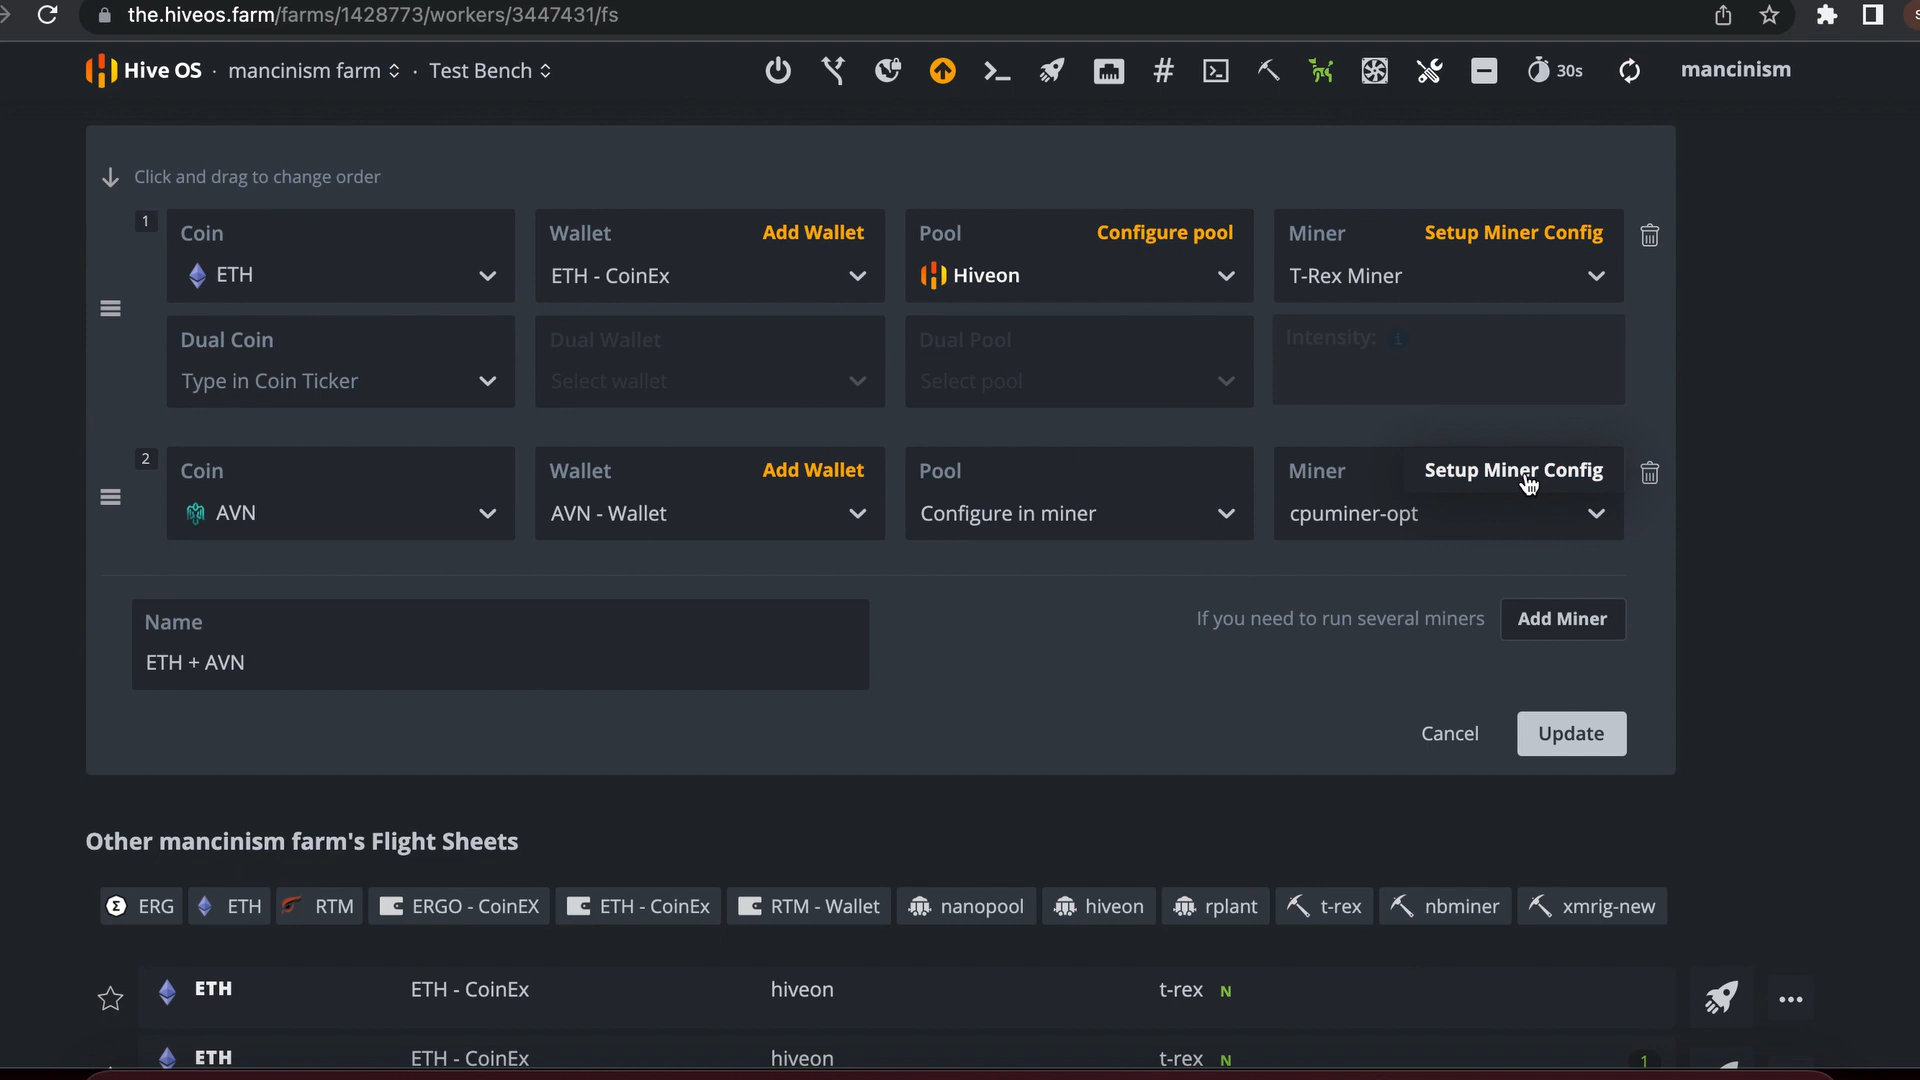 the.hiveos.farm/farms/1428773/workers/3447431/fs
Hive OS · mancinism farm · Test Bench 30s mancinism
Click and drag to change order
1
Coin
ETH
Wallet Add Wallet
ETH - CoinEx
Pool Configure pool
Hiveon
Miner Setup Miner Config
T-Rex Miner
Dual Coin
Type in Coin Ticker
Dual Wallet
Select wallet
Dual Pool
Select pool
Intensity: i
2
Coin
AVN
Wallet Add Wallet
AVN - Wallet
Pool
Configure in miner
Miner Setup Miner Config
cpuminer-opt
Name
ETH + AVN
If you need to run several miners Add Miner
Cancel Update
Other mancinism farm's Flight Sheets
ERG ETH RTM ERGO - CoinEX ETH - CoinEx RTM - Wallet nanopool hiveon rplant t-rex nbminer xmrig-new
ETH ETH - CoinEx hiveon t-rex N
ETH ETH - CoinEx hiveon t-rex N 1